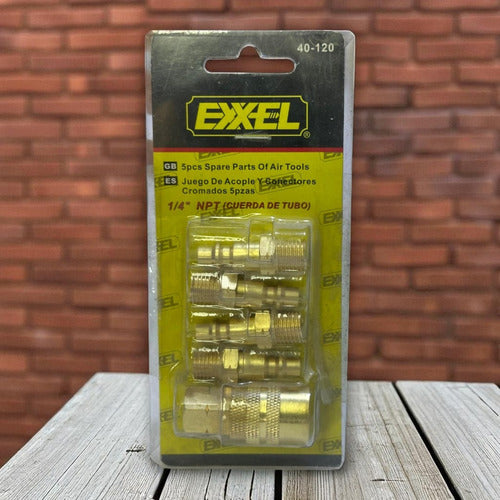 40-120
EXXEL®
GB 5pcs Spare Parts Of Air Tools
ES Juego De Acople Y Conectores
Cromados 5pzas
1/4" NPT (CUERDA DE TUBO)
EXXEL